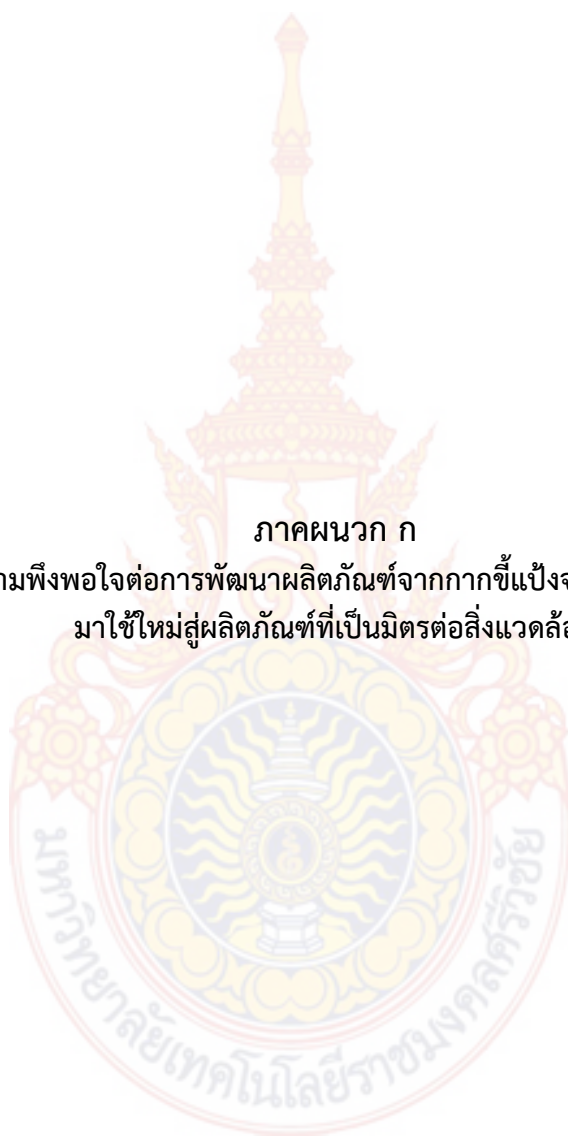 ภาคผนวก ก
ามพึงพอใจต่อการพัฒนาผลิตภัณฑ์จากกากขี้แป้งจ
มาใช้ใหม่สู่ผลิตภัณฑ์ที่เป็นมิตรต่อสิ่งแวดล้อ
มหาวิทยาลัยเทคโนโลยีราชมงคลศรีวิชัย